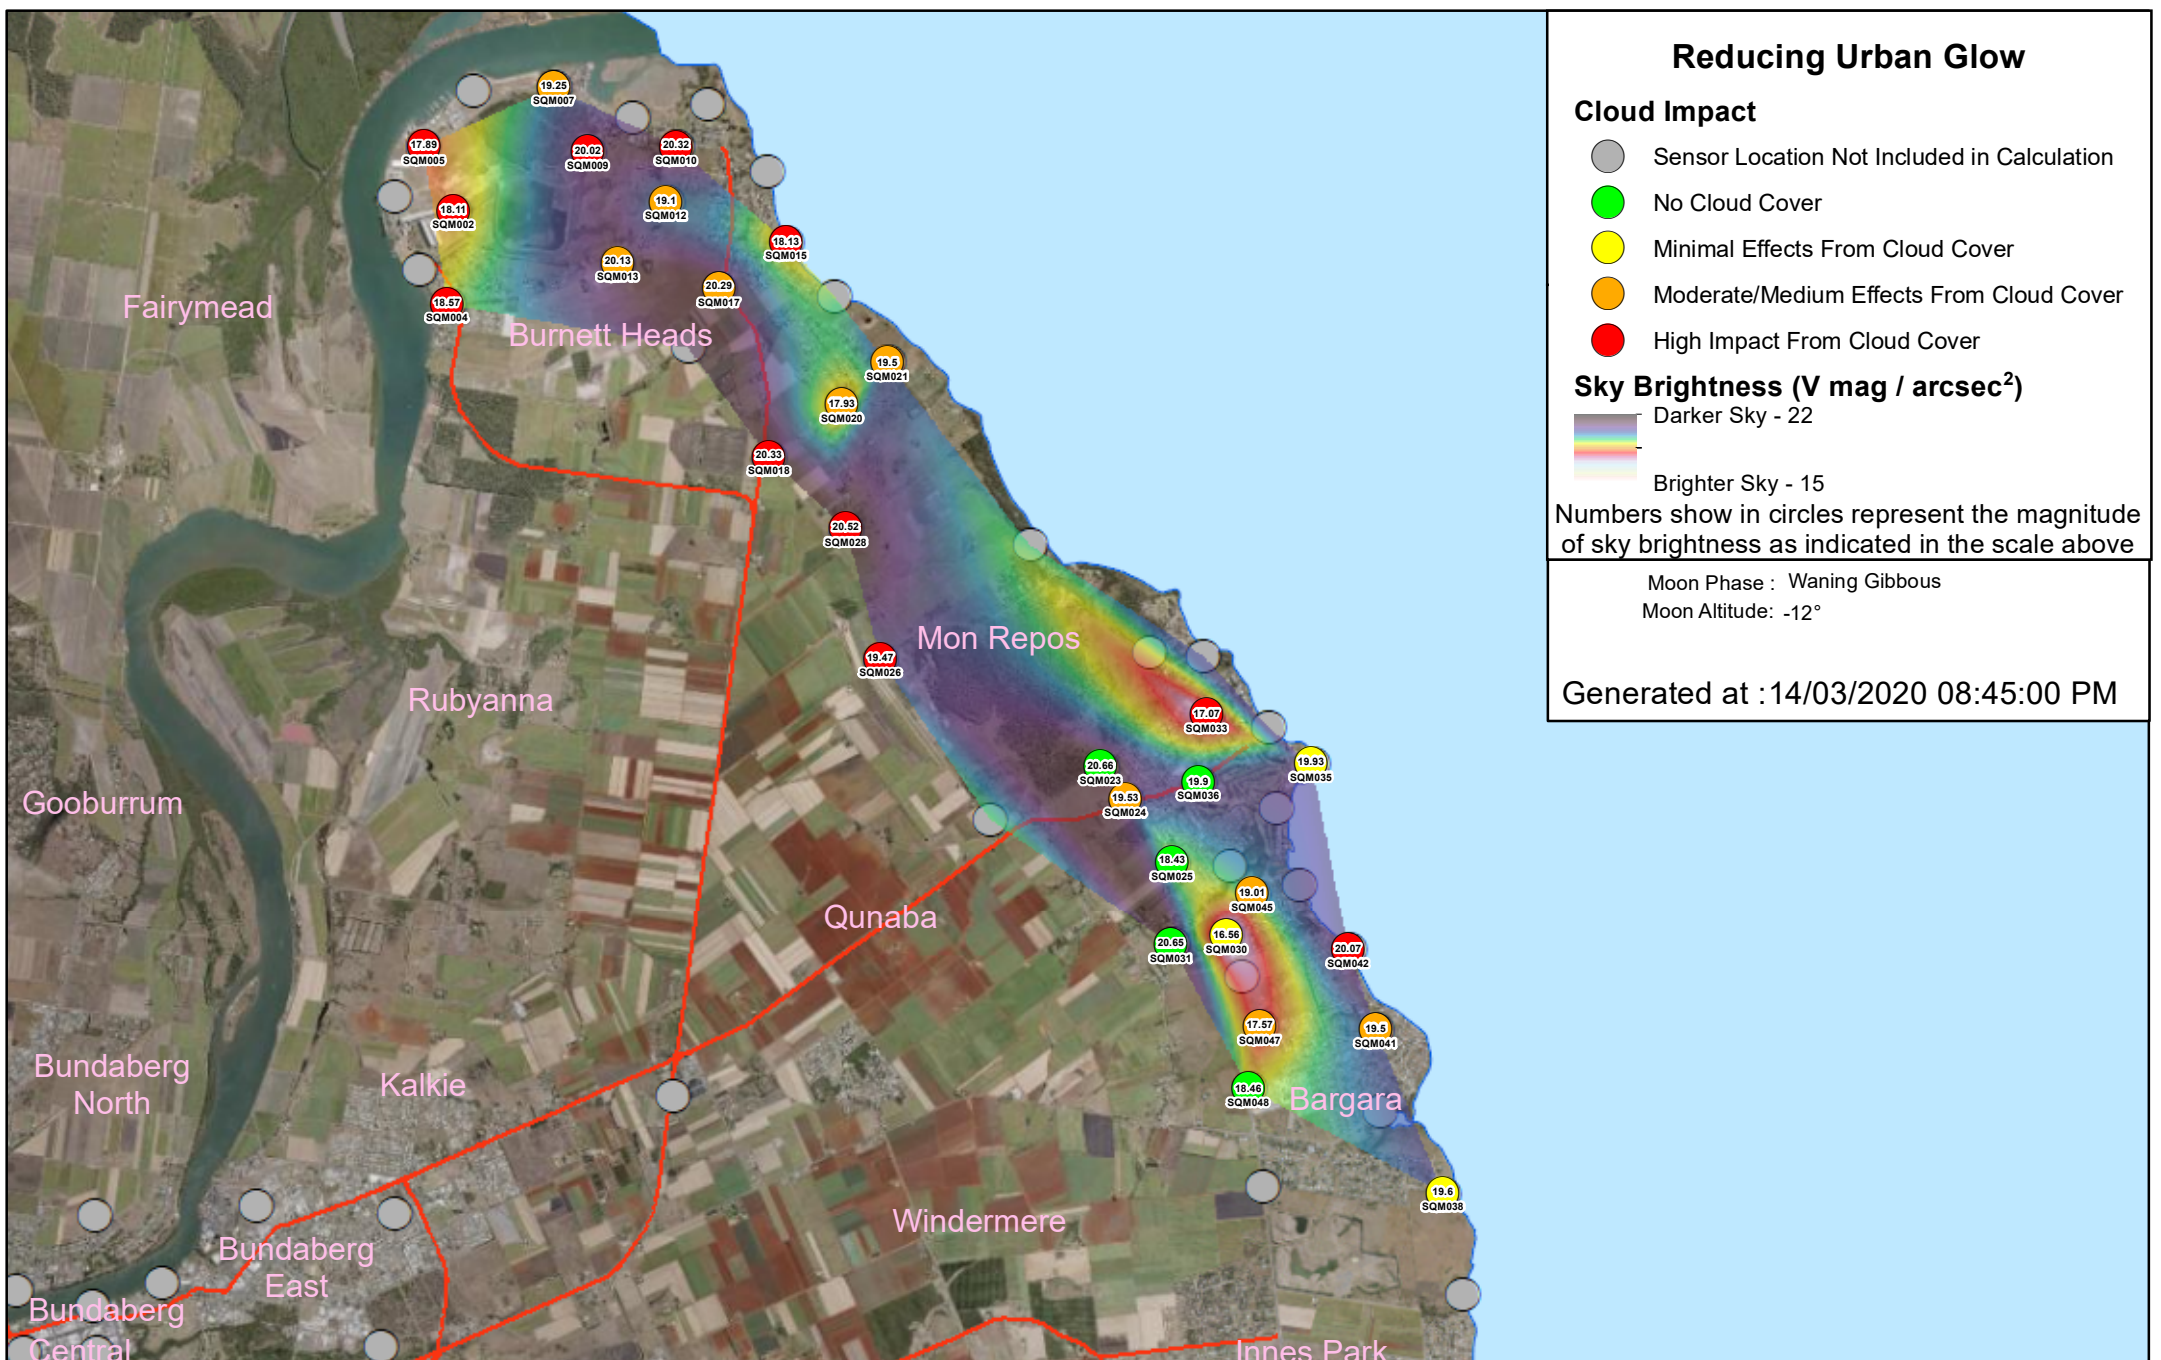 Reducing Urban Glow
Cloud Impact
Sensor Location Not Included in Calculation
No Cloud Cover
Minimal Effects From Cloud Cover
Moderate/Medium Effects From Cloud Cover
High Impact From Cloud Cover
Sky Brightness (V mag / arcsec²)
Darker Sky - 22
Brighter Sky - 15
Numbers show in circles represent the magnitude
of sky brightness as indicated in the scale above
Moon Phase : Waning Gibbous
Moon Altitude: -12°
Generated at :14/03/2020 08:45:00 PM
19.25
SQM007
17.89
SQM005
20.02
SQM009
20.32
SQM010
18.11
SQM002
19.1
SQM012
18.13
SQM015
20.13
SQM013
20.29
SQM017
18.57
SQM004
Fairymead
Burnett Heads
19.5
SQM021
17.93
SQM020
20.33
SQM018
20.52
SQM028
Mon Repos
19.47
SQM026
Rubyanna
17.07
SQM033
20.66
SQM023
19.93
SQM035
19.9
SQM036
19.53
SQM024
Gooburrum
18.43
SQM025
19.01
SQM045
Qunaba
16.56
SQM030
20.65
SQM031
20.07
SQM042
17.57
SQM047
19.5
SQM041
Bundaberg
North
Kalkie
18.46
SQM048
Bargara
19.6
SQM038
Windermere
Bundaberg
East
Bundaberg
Central
Innes Park